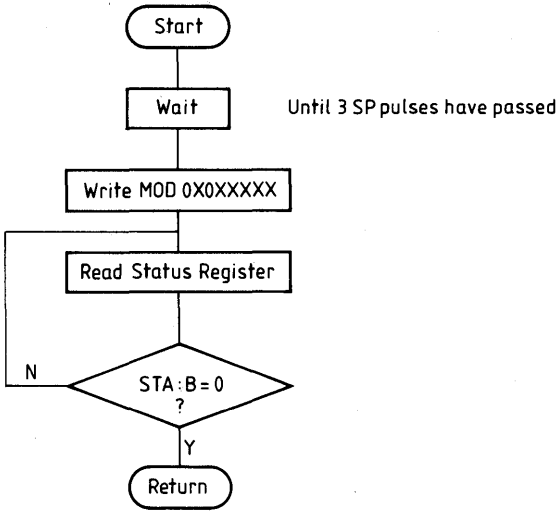 Start
Wait
Until 3 SP pulses have passed
Write MOD 0X0XXXXX
Read Status Register
N
STA:B=0
?
Y
Return